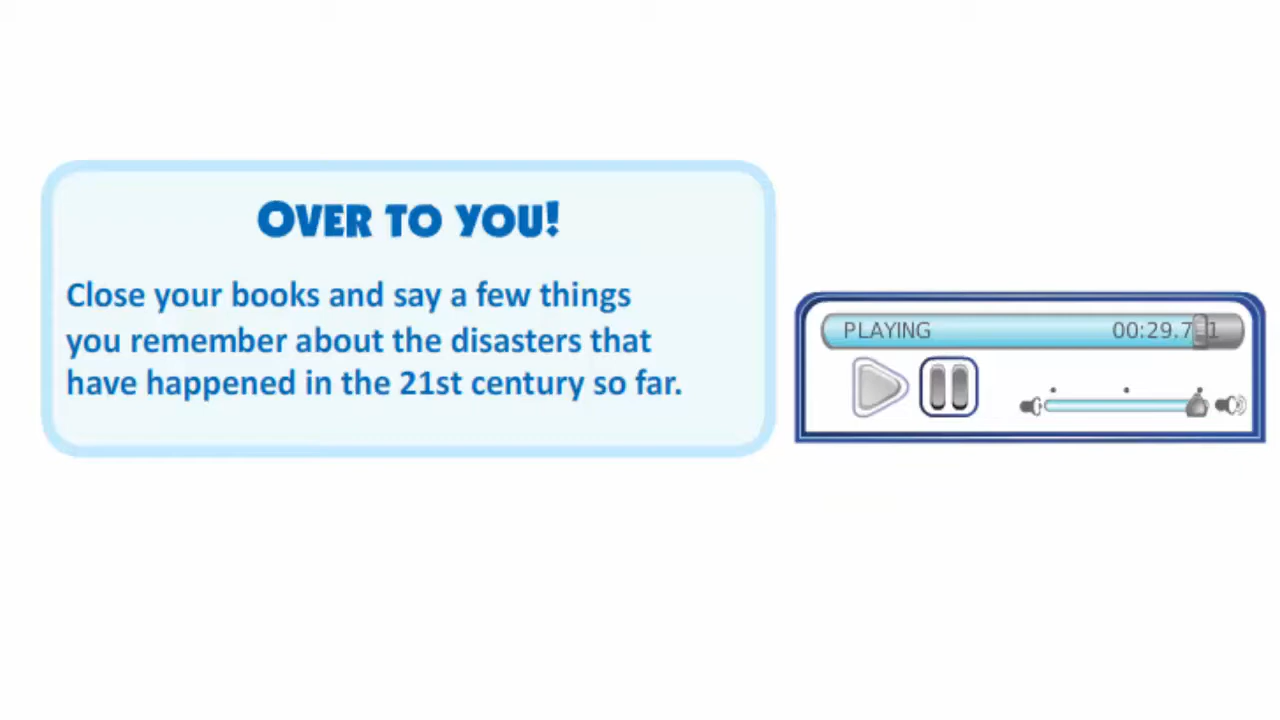 OVER TO YOU!
Close your books and say a few things
you remember about the disasters that
have happened in the 21st century so far.
PLAYING